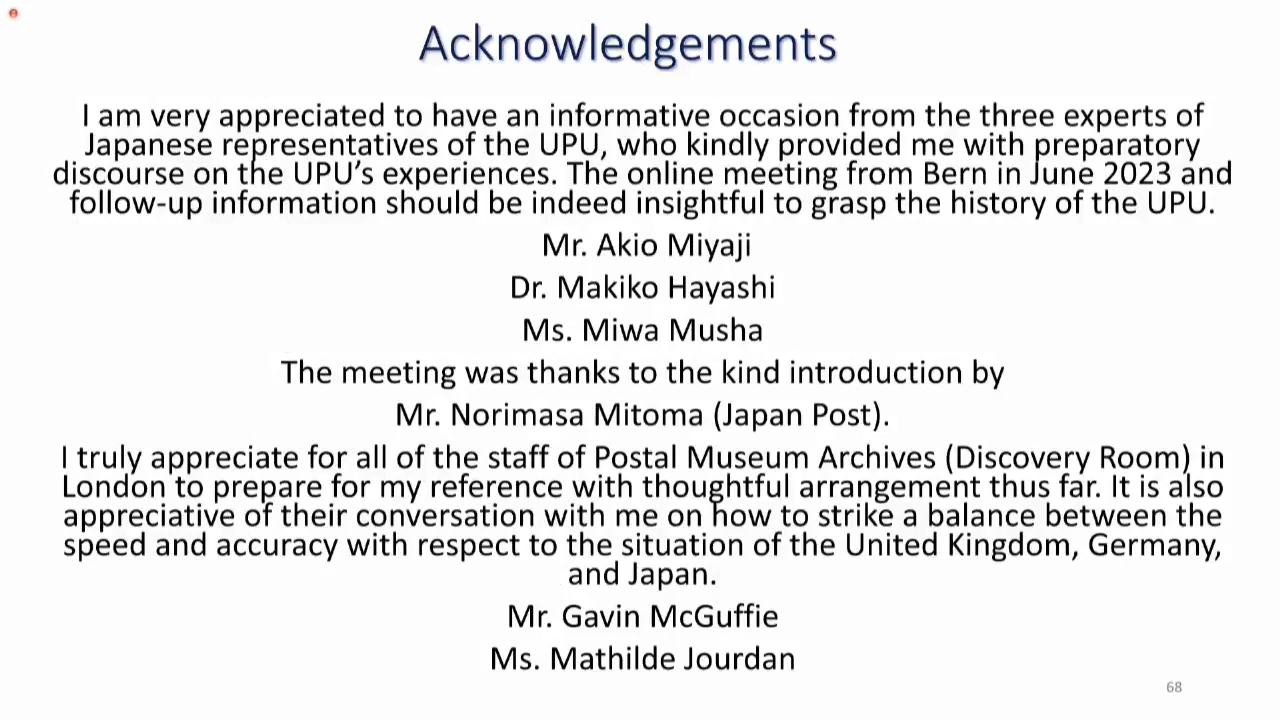 Acknowledgements
I am very appreciated to have an informative occasion from the three experts of
Japanese representatives of the UPU, who kindly provided me with preparatory
discourse on the UPU’s experiences. The online meeting from Bern in June 2023 and
follow-up information should be indeed insightful to grasp the history of the UPU.
Mr. Akio Miyaji
Dr. Makiko Hayashi
Ms. Miwa Musha
The meeting was thanks to the kind introduction by
Mr. Norimasa Mitoma (Japan Post).
I truly appreciate for all of the staff of Postal Museum Archives (Discovery Room) in
London to prepare for my reference with thoughtful arrangement thus far. It is also
appreciative of their conversation with me on how to strike a balance between the
speed and accuracy with respect to the situation of the United Kingdom, Germany,
and Japan.
Mr. Gavin McGuffie
Ms. Mathilde Jourdan
68